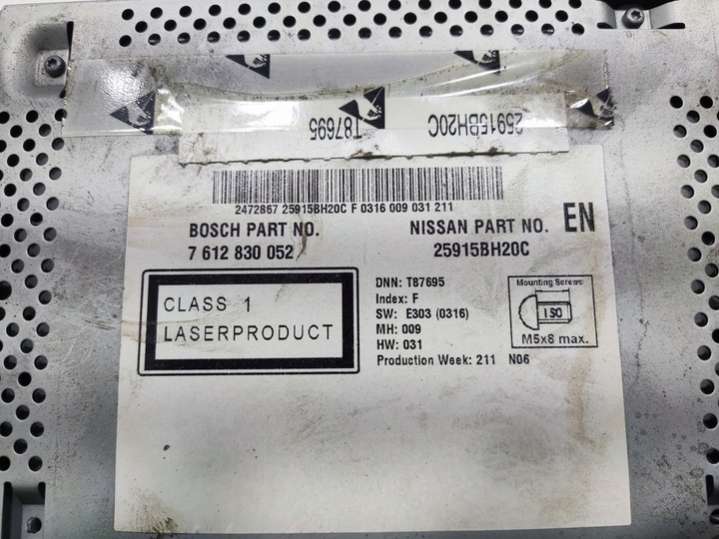 T87695 25915BH20C
2472867 25915BH20C F 0316 009 031 211
BOSCH PART NO.
7 612 830 052
NISSAN PART NO.
25915BH20C
EN
CLASS 1
LASERPRODUCT
DNN: T87695
Index: F
SW: E303 (0316)
MH: 009
HW: 031
Production Week: 211 N06
Mounting Screws
ISO
M5x8 max.